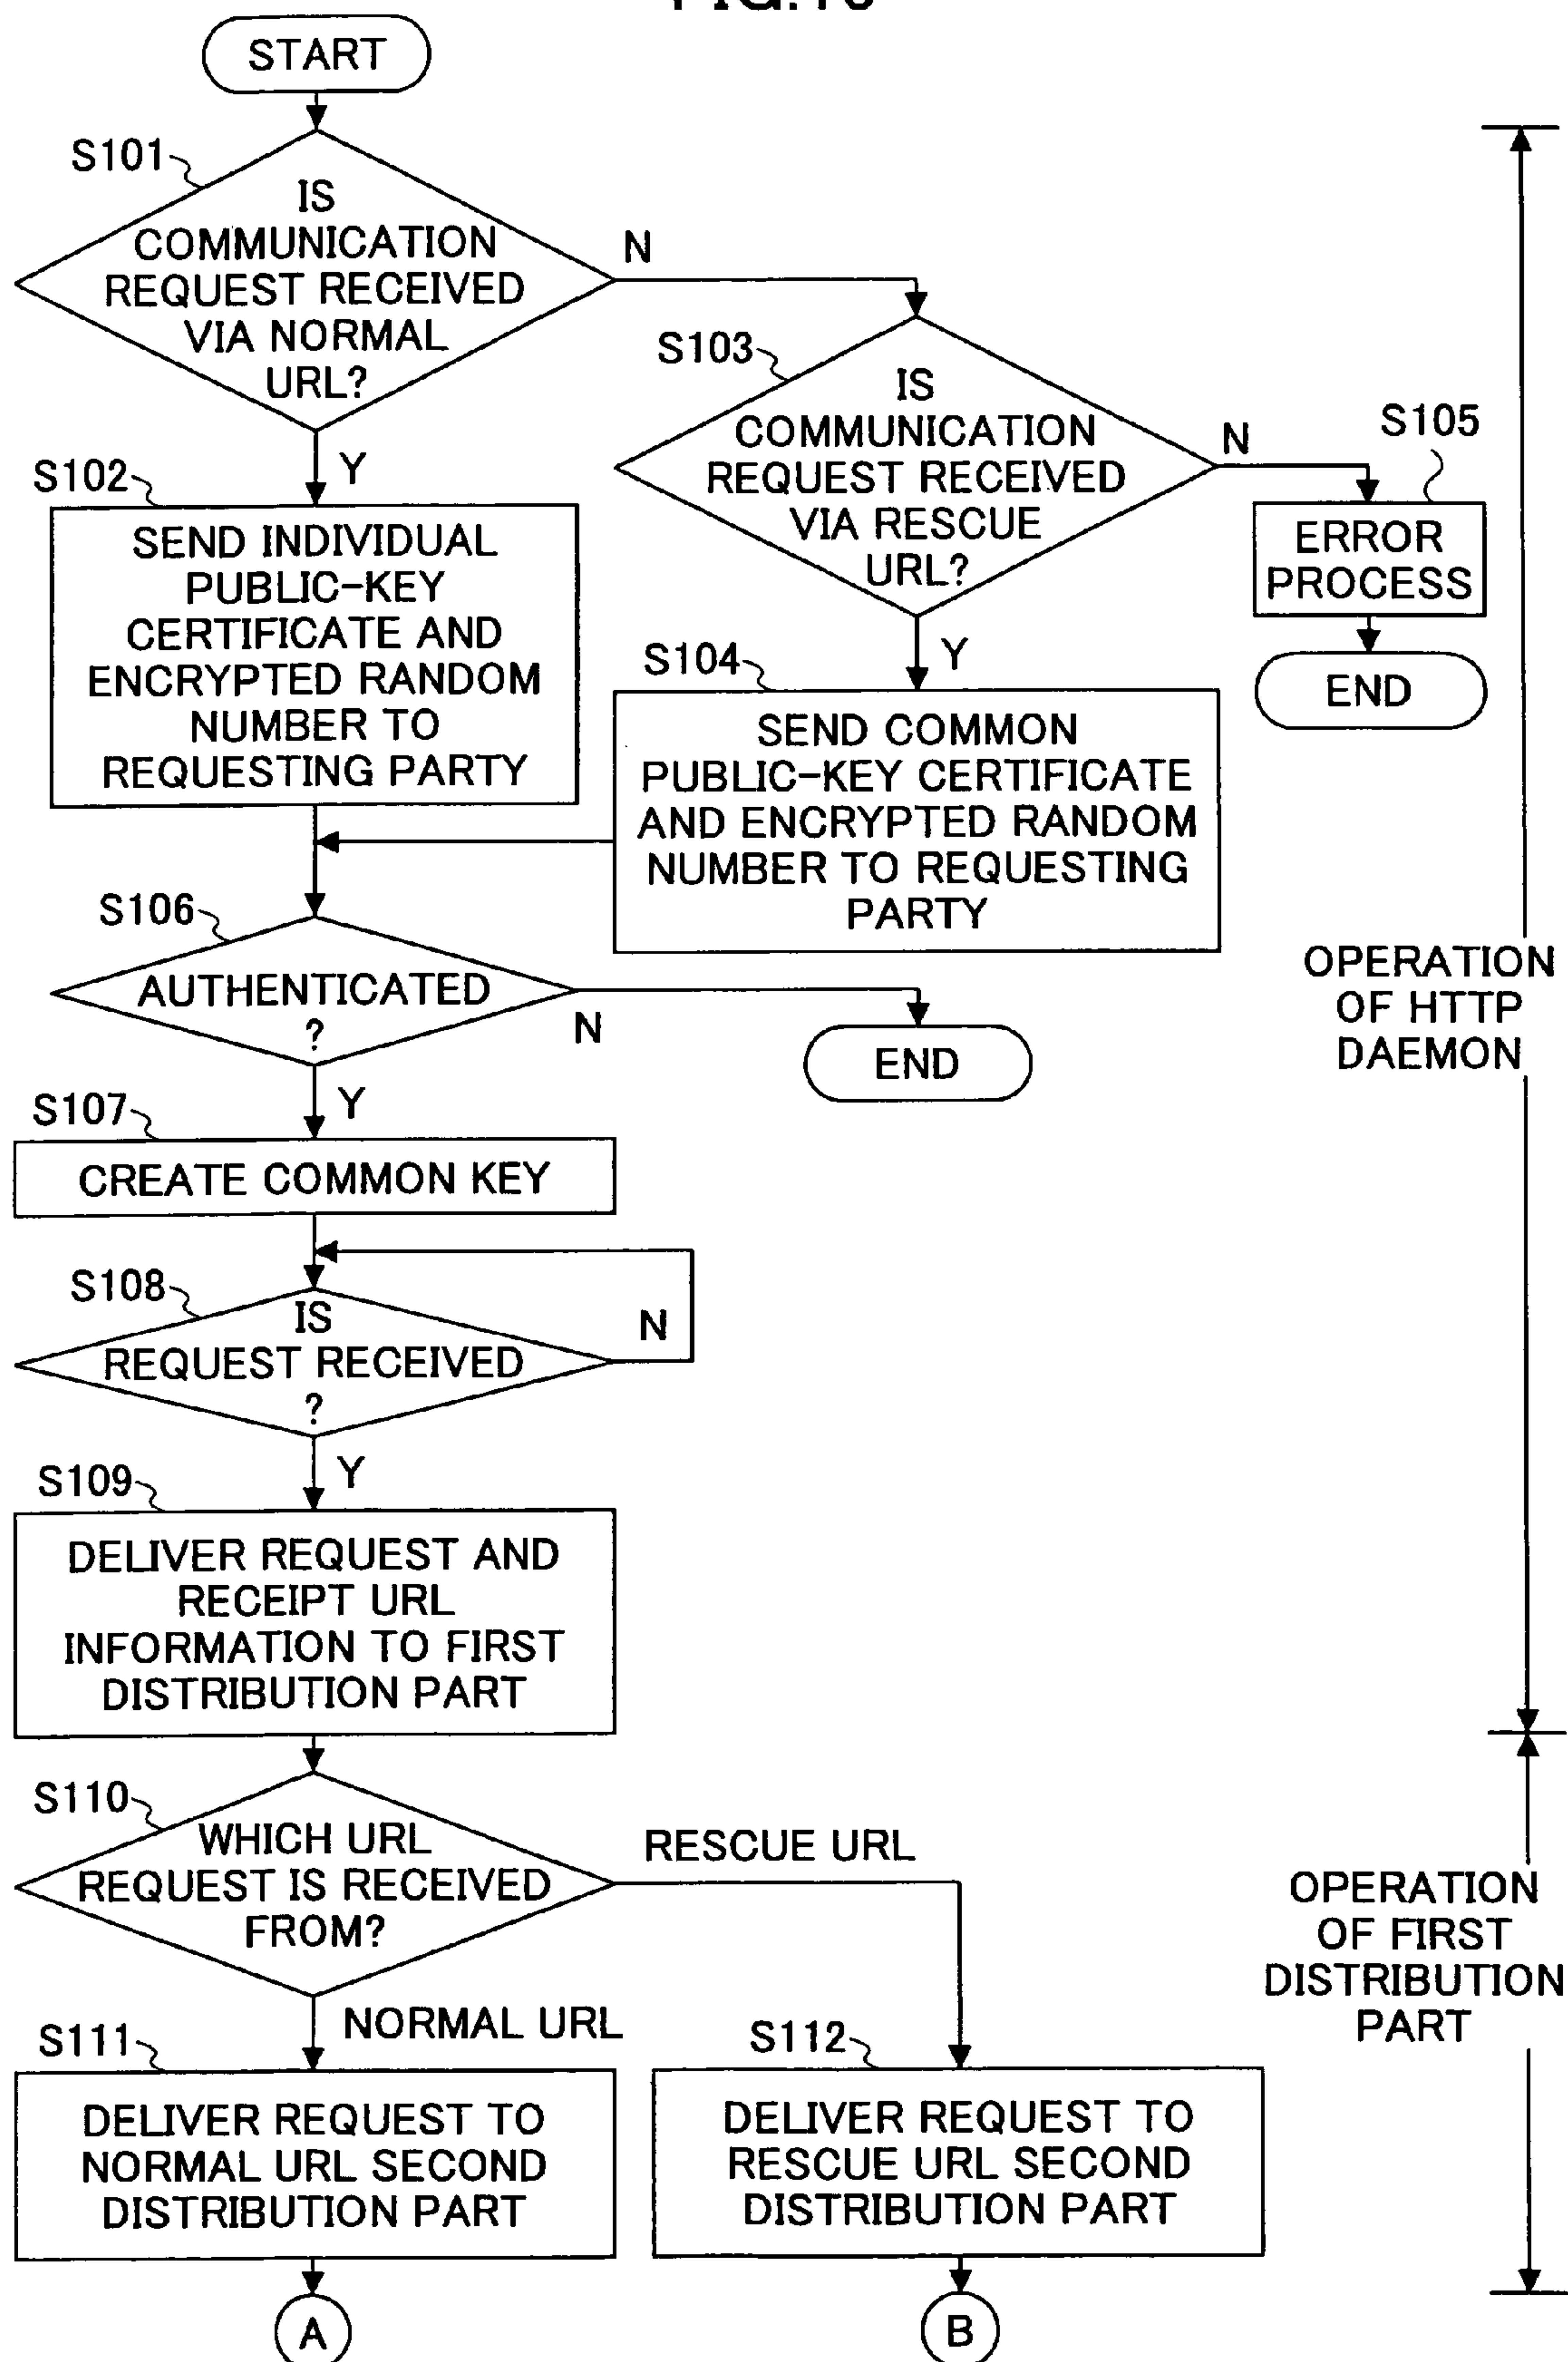 START
S101
IS
COMMUNICATION
REQUEST RECEIVED
VIA NORMAL
URL?
N
Y
S102
SEND INDIVIDUAL
PUBLIC-KEY
CERTIFICATE AND
ENCRYPTED RANDOM
NUMBER TO
REQUESTING PARTY
S103
IS
COMMUNICATION
REQUEST RECEIVED
VIA RESCUE
URL?
N
Y
S105
ERROR
PROCESS
END
S104
SEND COMMON
PUBLIC-KEY CERTIFICATE
AND ENCRYPTED RANDOM
NUMBER TO REQUESTING
PARTY
S106
AUTHENTICATED
?
N
END
Y
S107
CREATE COMMON KEY
S108
IS
REQUEST RECEIVED
?
N
Y
S109
DELIVER REQUEST AND
RECEIPT URL
INFORMATION TO FIRST
DISTRIBUTION PART
OPERATION
OF HTTP
DAEMON
S110
WHICH URL
REQUEST IS RECEIVED
FROM?
RESCUE URL
NORMAL URL
S111
DELIVER REQUEST TO
NORMAL URL SECOND
DISTRIBUTION PART
A
S112
DELIVER REQUEST TO
RESCUE URL SECOND
DISTRIBUTION PART
B
OPERATION
OF FIRST
DISTRIBUTION
PART